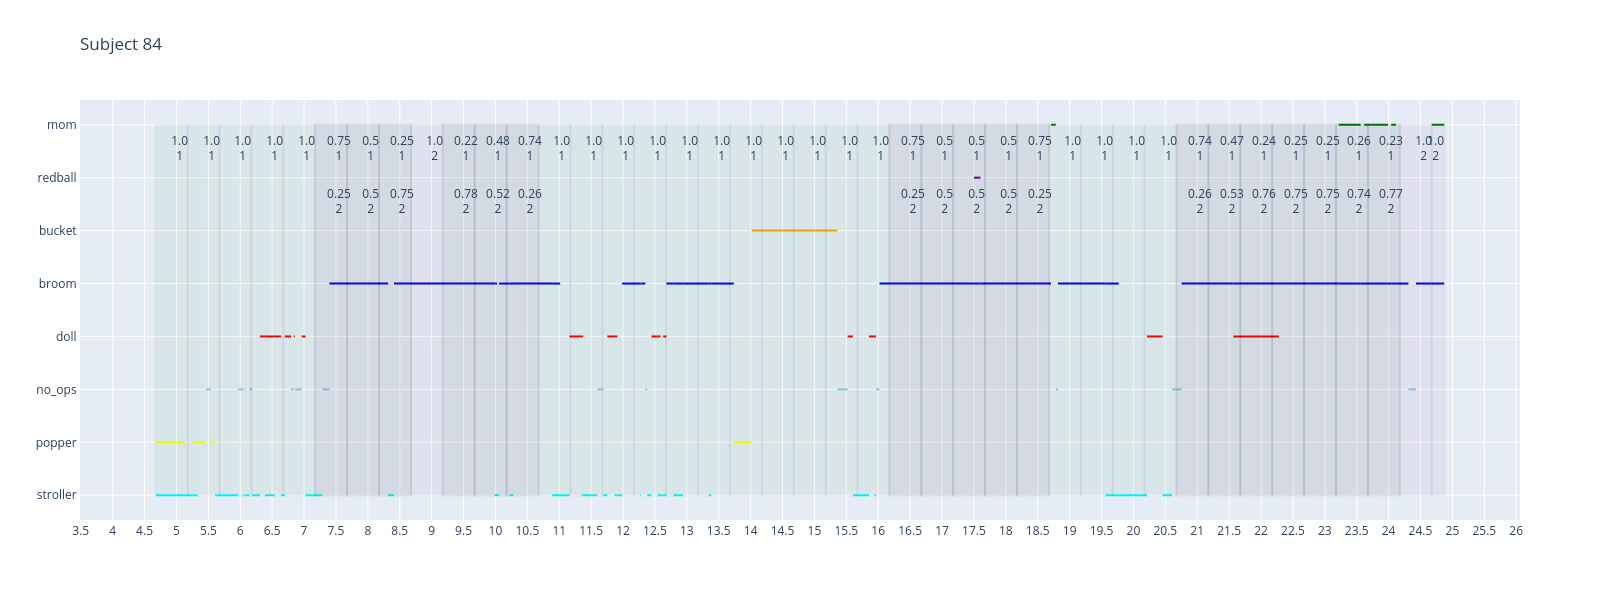 Subject 84
mom
1.0 1.0 1.0 1.0 1.0 0.75 0.5 0.25 1.0 0.22 0.48 0.74 1.0 1.0 1.0 1.0 1.0 1.0 1.0 1.0 1.0 1.0 1.0 0.75 0.5 0.5 0.5 0.75 1.0 1.0 1.0 1.0 0.74 0.47 0.24 0.25 0.25 0.26 0.23 1.0 1.0
1 1 1 1 1 1 1 1 2 1 1 1 1 1 1 1 1 1 1 1 1 1 1 1 1 1 1 1 1 1 1 1 1 1 1 1 1 1 1 2 2
redball
0.25 0.5 0.75 0.78 0.52 0.26 0.25 0.5 0.5 0.5 0.25 0.26 0.53 0.76 0.75 0.75 0.74 0.77
2 2 2 2 2 2 2 2 2 2 2 2 2 2 2 2 2 2
bucket
broom
doll
no_ops
popper
stroller
3.5 4 4.5 5 5.5 6 6.5 7 7.5 8 8.5 9 9.5 10 10.5 11 11.5 12 12.5 13 13.5 14 14.5 15 15.5 16 16.5 17 17.5 18 18.5 19 19.5 20 20.5 21 21.5 22 22.5 23 23.5 24 24.5 25 25.5 26